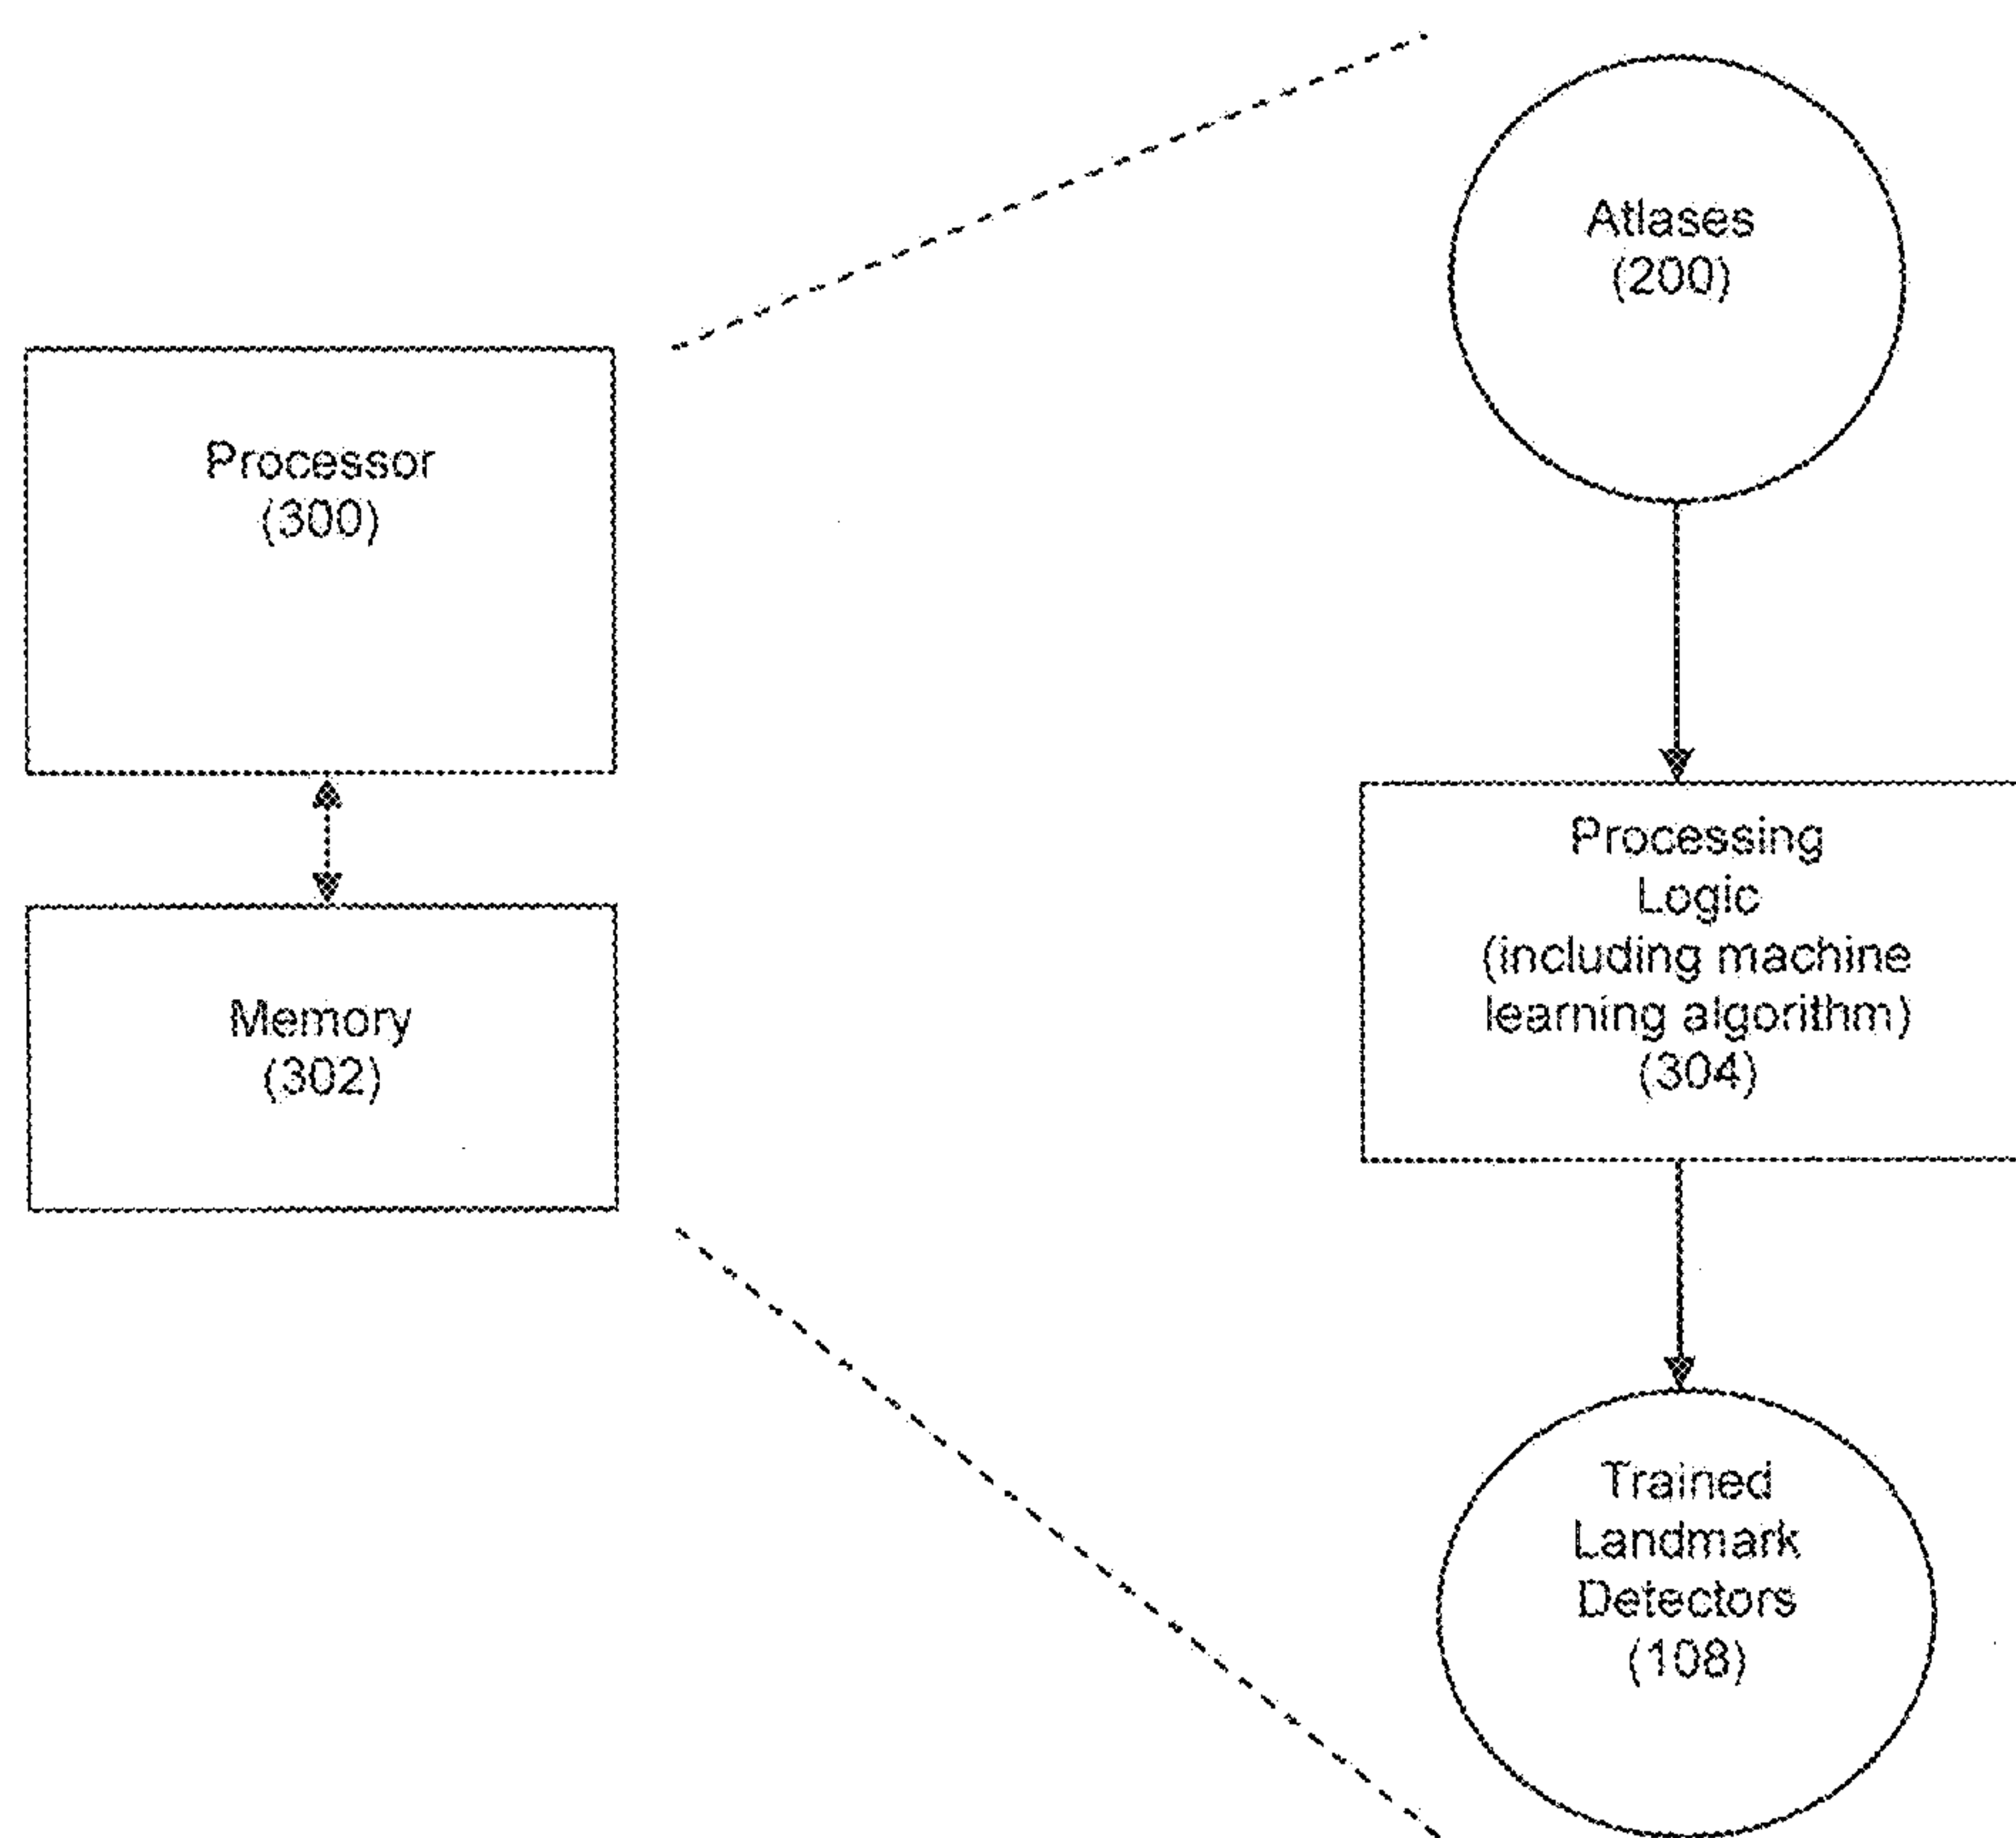 Processor
(300)
Memory
(302)
Atlases
(200)
Processing
Logic
(including machine
learning algorithm)
(304)
Trained
Landmark
Detectors
(108)